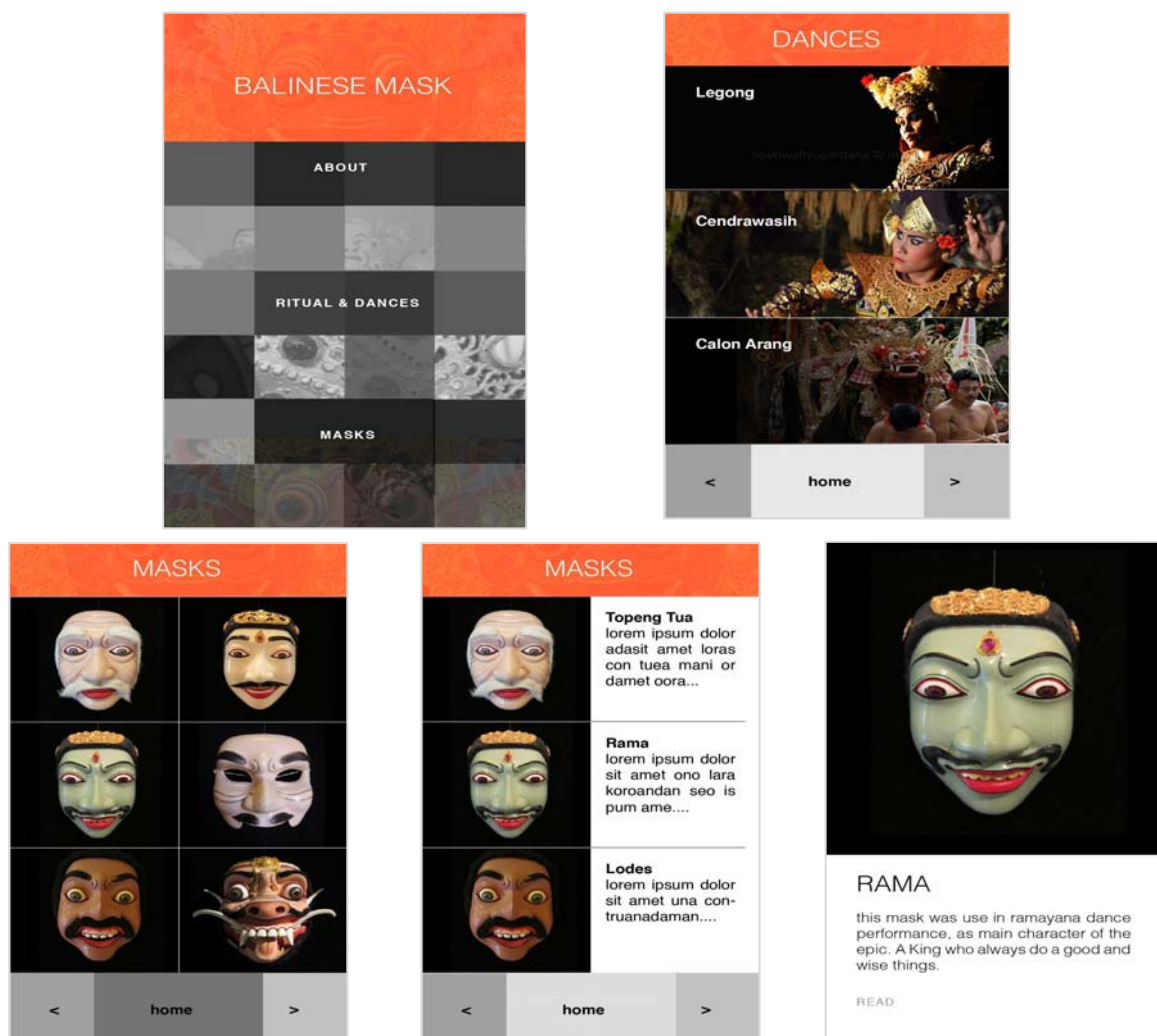 BALINESE MASK
ABOUT
RITUAL & DANCES
MASKS
DANCES
Legong
Cendrawasih
Calon Arang
< home >
MASKS
< home >
MASKS
Topeng Tua
lorem ipsum dolor
adasit amet loras
con tuea mani or
damet oora...
Rama
lorem ipsum dolor
sit amet ono lara
koroandan seo is
pum ame....
Lodes
lorem ipsum dolor
sit amet una con-
truanadaman....
< home >
RAMA
this mask was use in ramayana dance
performance, as main character of the
epic. A King who always do a good and
wise things.
READ